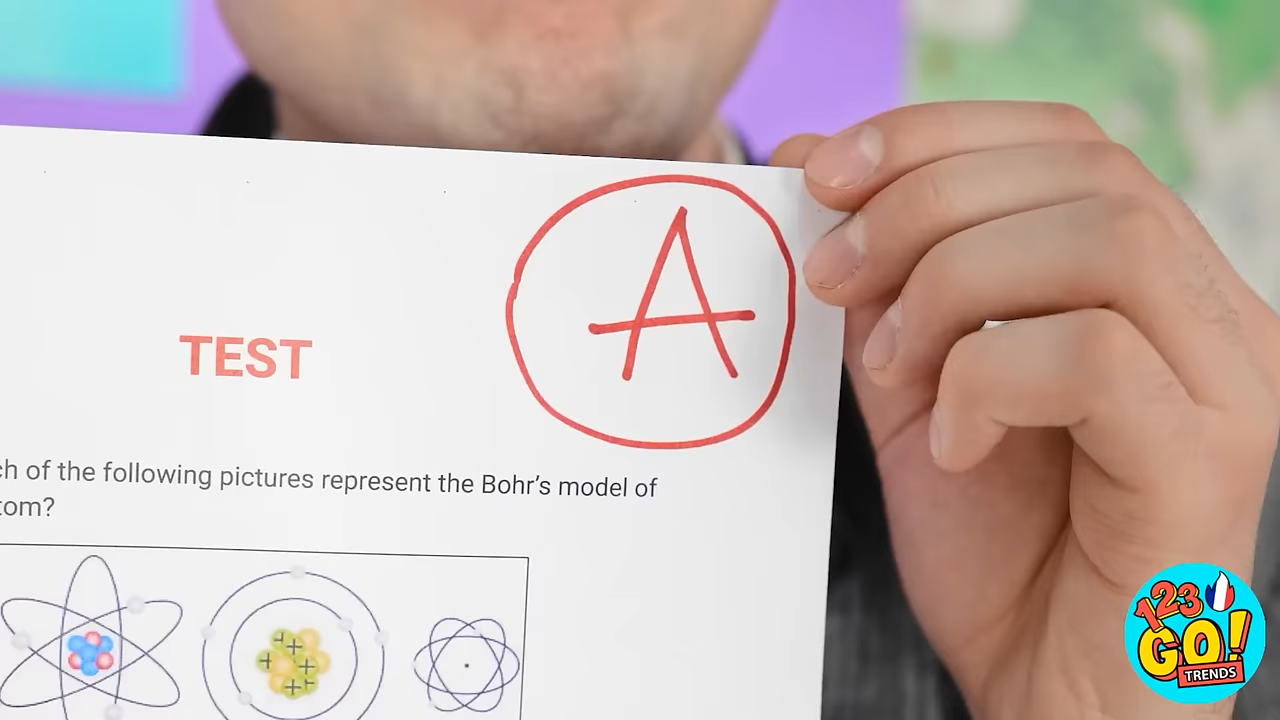 A
TEST
ch of the following pictures represent the Bohr's model of
tom?
123
GO!
TRENDS